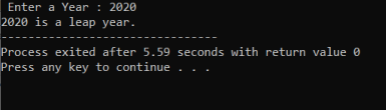 Enter a Year : 2020
2020 is a leap year.
--------------------------------
Process exited after 5.59 seconds with return value 0
Press any key to continue . . .